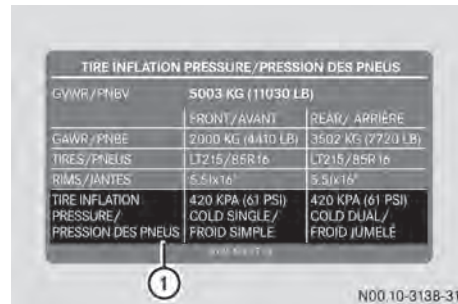 TIRE INFLATION PRESSURE/PRESSION DES PNEUS
GVWR/PNBV 5003 KG (11030 LB)
FRONT/AVANT REAR/ ARRIÈRE
GAWR/PNBE 2000 KG (4410 LB) 3502 KG (7720 LB)
TIRES/PNEUS LT215/85R16 LT215/85R16
RIMS/JANTES 5.5Jx16" 5.5Jx16"
TIRE INFLATION 420 KPA (61 PSI) 420 KPA (61 PSI)
PRESSURE/ COLD SINGLE/ COLD DUAL/
PRESSION DES PNEUS FROID SIMPLE FROID JUMELÉ
1
N00.10-3138-31